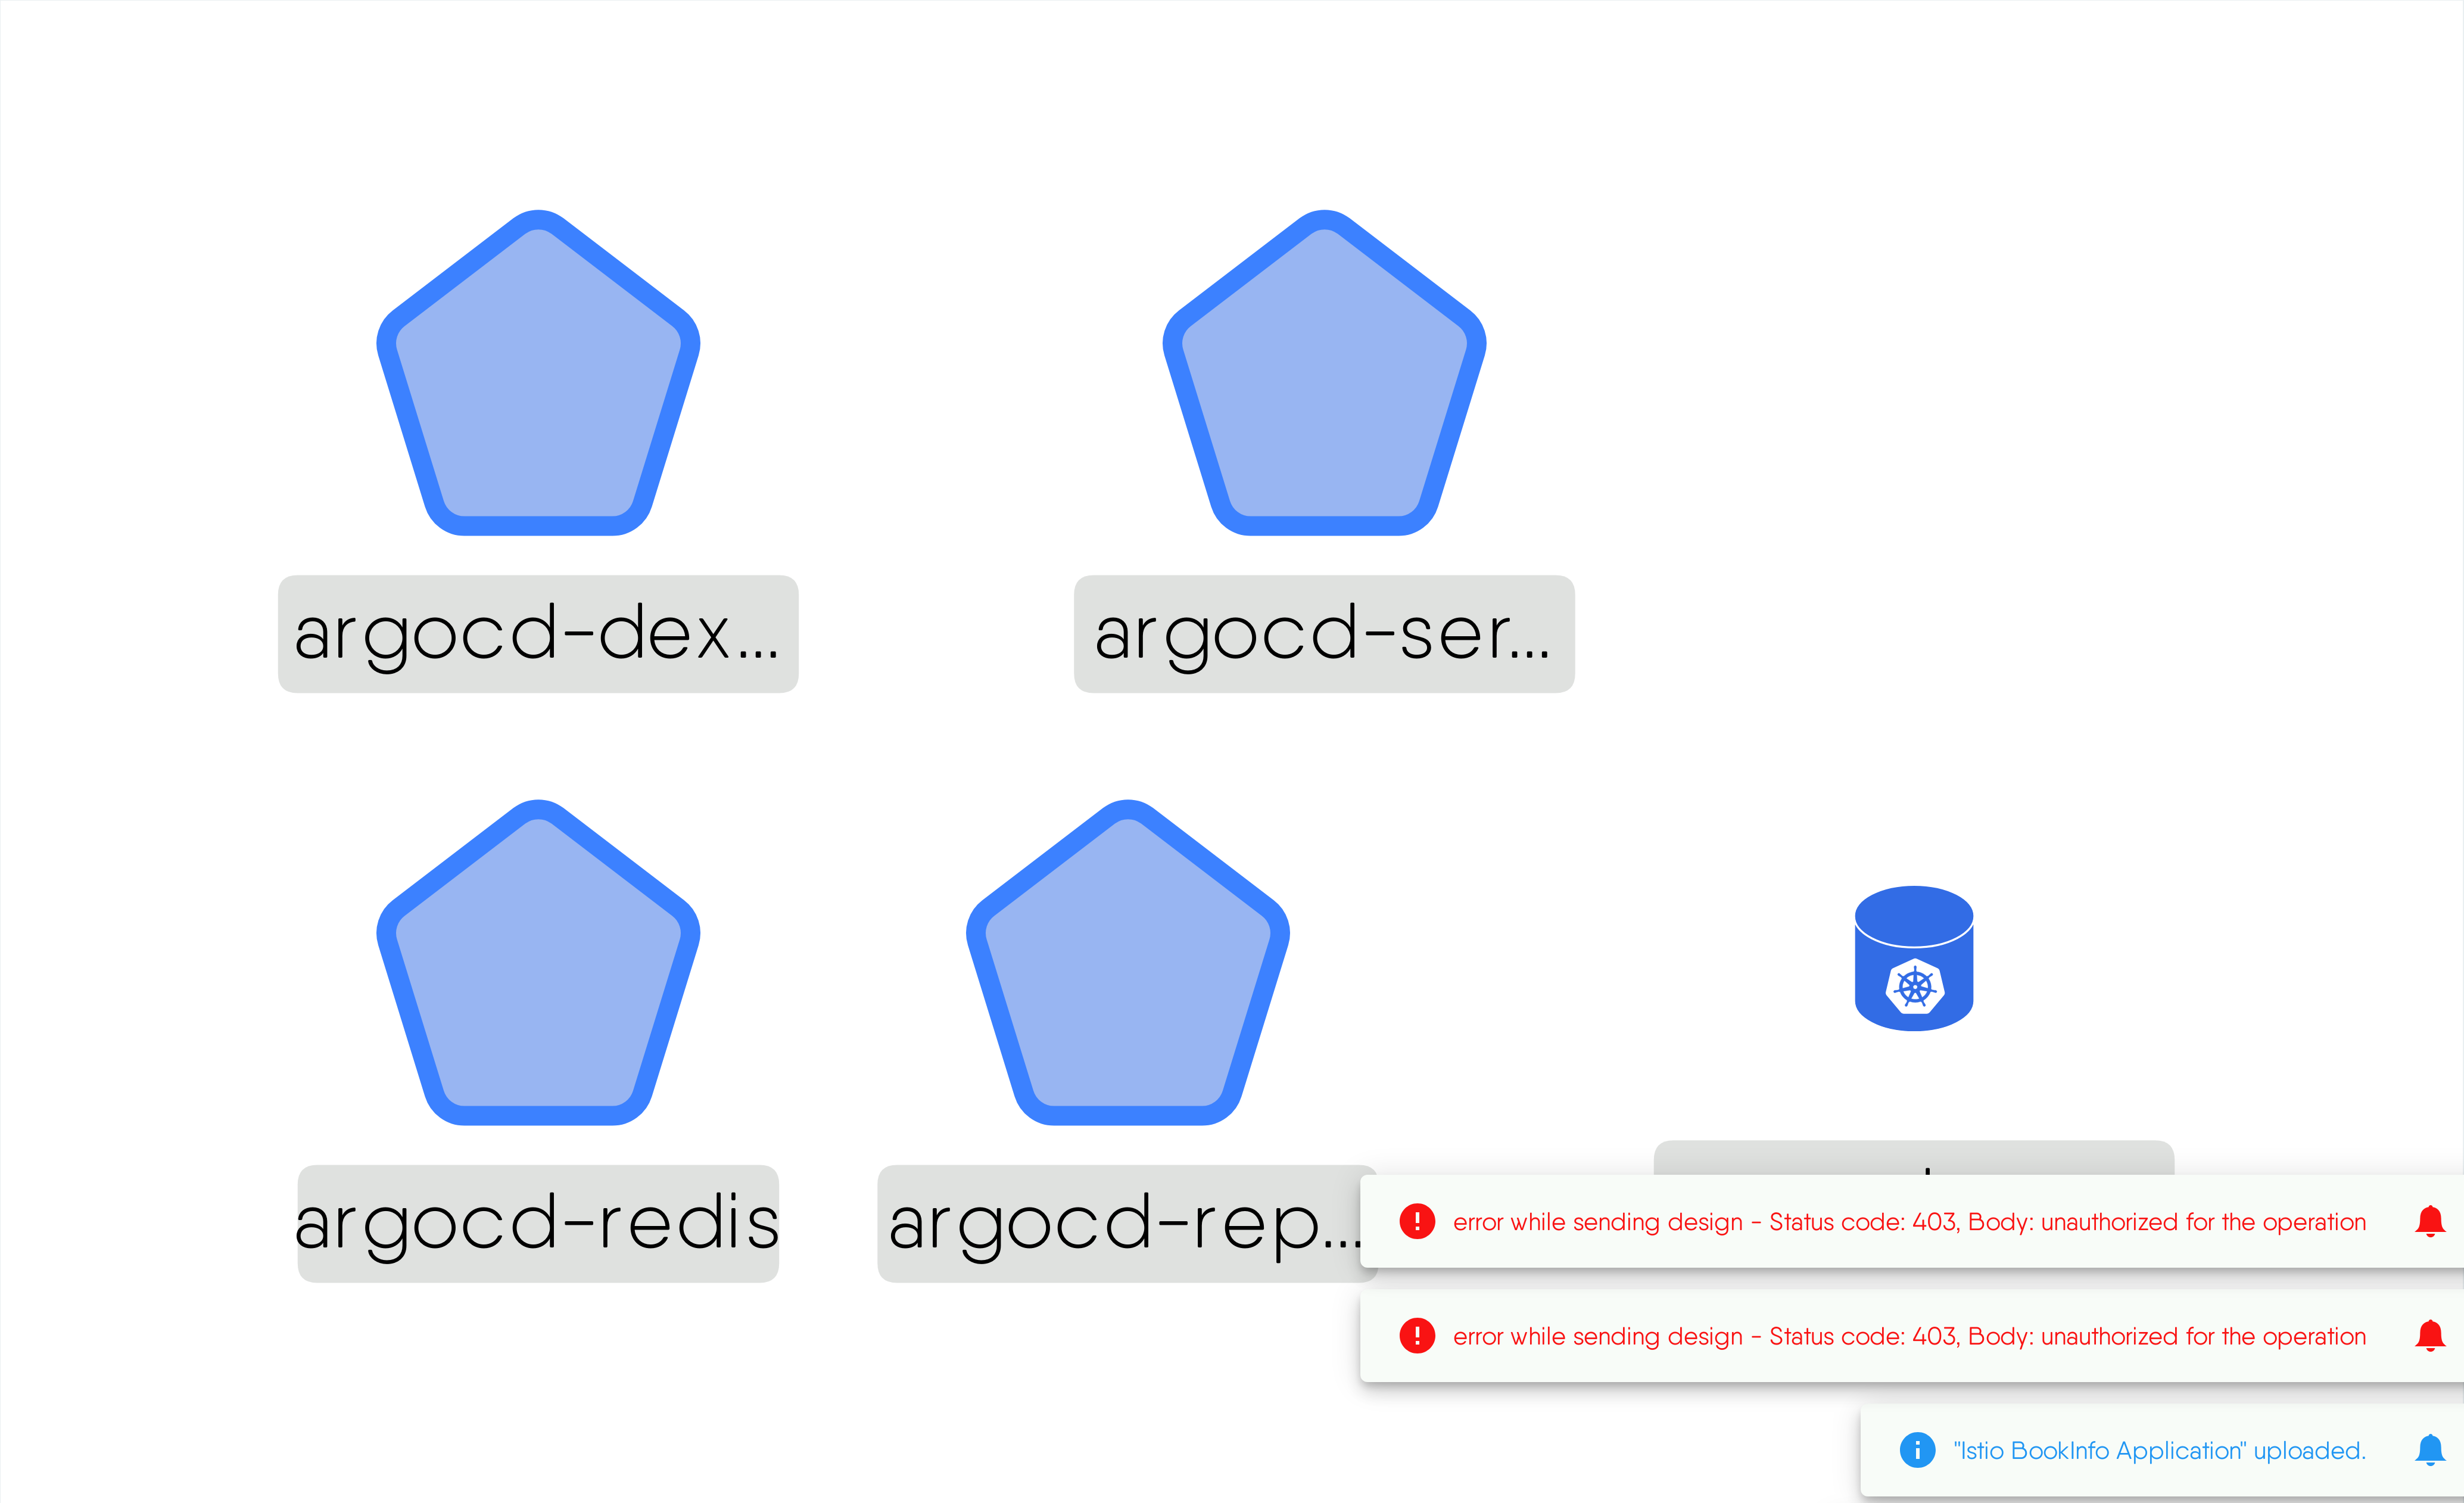 argocd-dex...
argocd-ser...
argocd-redis
argocd-rep...
error while sending design - Status code: 403, Body: unauthorized for the operation
error while sending design - Status code: 403, Body: unauthorized for the operation
"Istio BookInfo Application" uploaded.